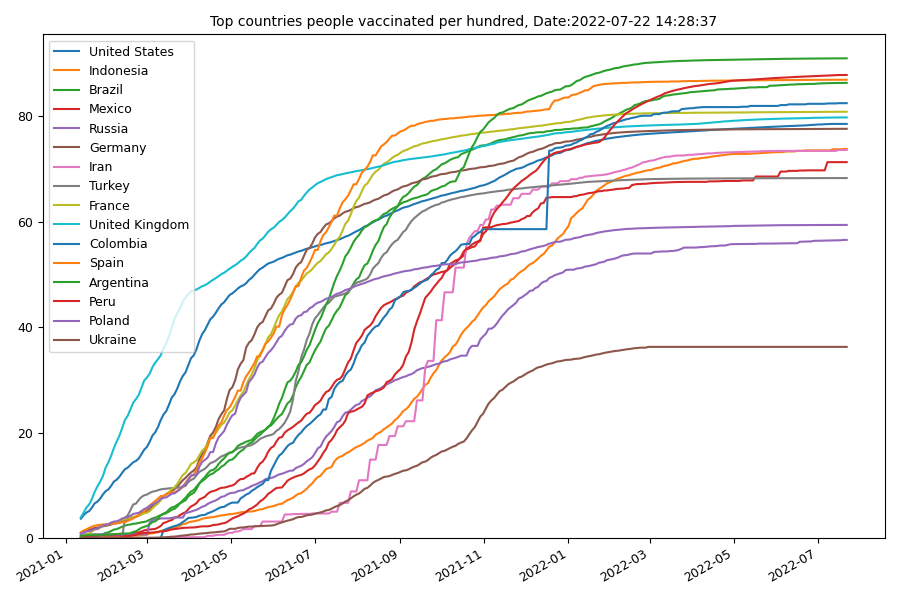 Top countries people vaccinated per hundred, Date:2022-07-22 14:28:37
United States
Indonesia
Brazil
Mexico
Russia
Germany
Iran
Turkey
France
United Kingdom
Colombia
Spain
Argentina
Peru
Poland
Ukraine
80
60
40
20
0
2021-01
2021-03
2021-05
2021-07
2021-09
2021-11
2022-01
2022-03
2022-05
2022-07